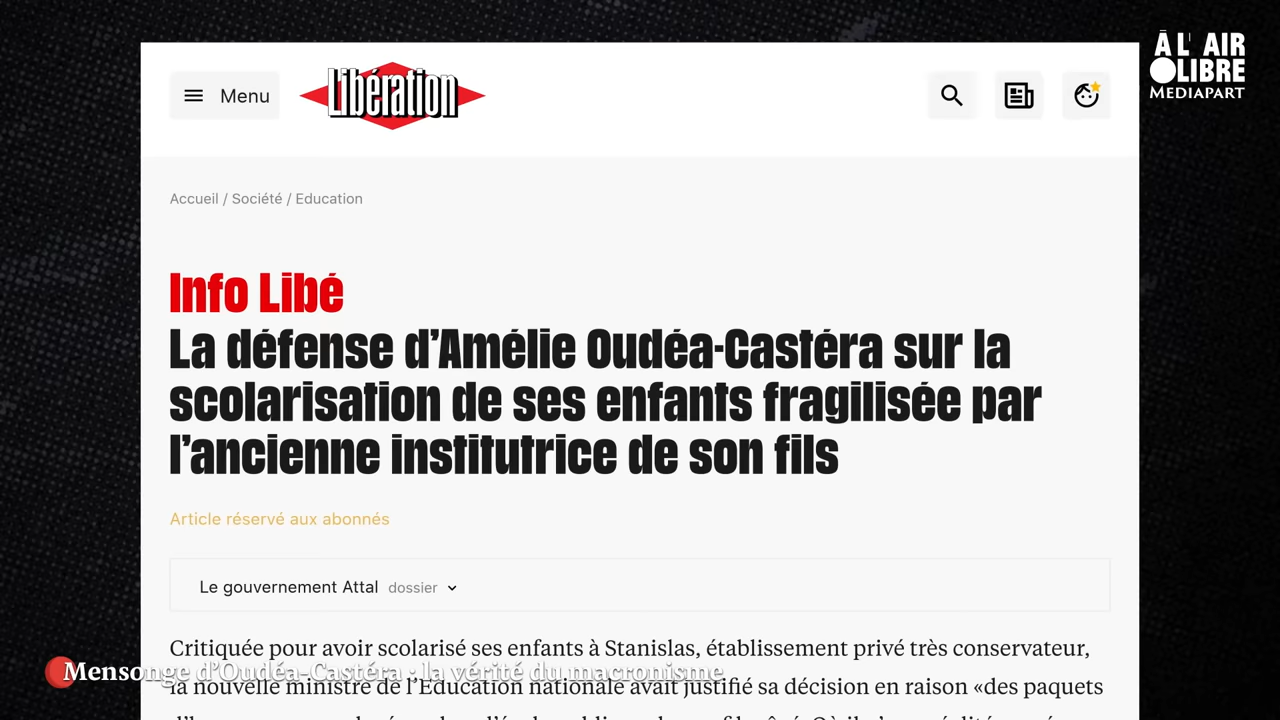 À L' AIR
LIBRE
MEDIAPART
Menu
Libération
Accueil / Société / Education
Info Libé
La défense d'Amélie Oudéa-Castéra sur la
scolarisation de ses enfants fragilisée par
l'ancienne institutrice de son fils
Article réservé aux abonnés
Le gouvernement Attal dossier
Critiquée pour avoir scolarisé ses enfants à Stanislas, établissement privé très conservateur,
Mensonge d'Oudéa-Castéra : la vérité du macronisme
la nouvelle ministre de l'Education nationale avait justifié sa décision en raison «des paquets